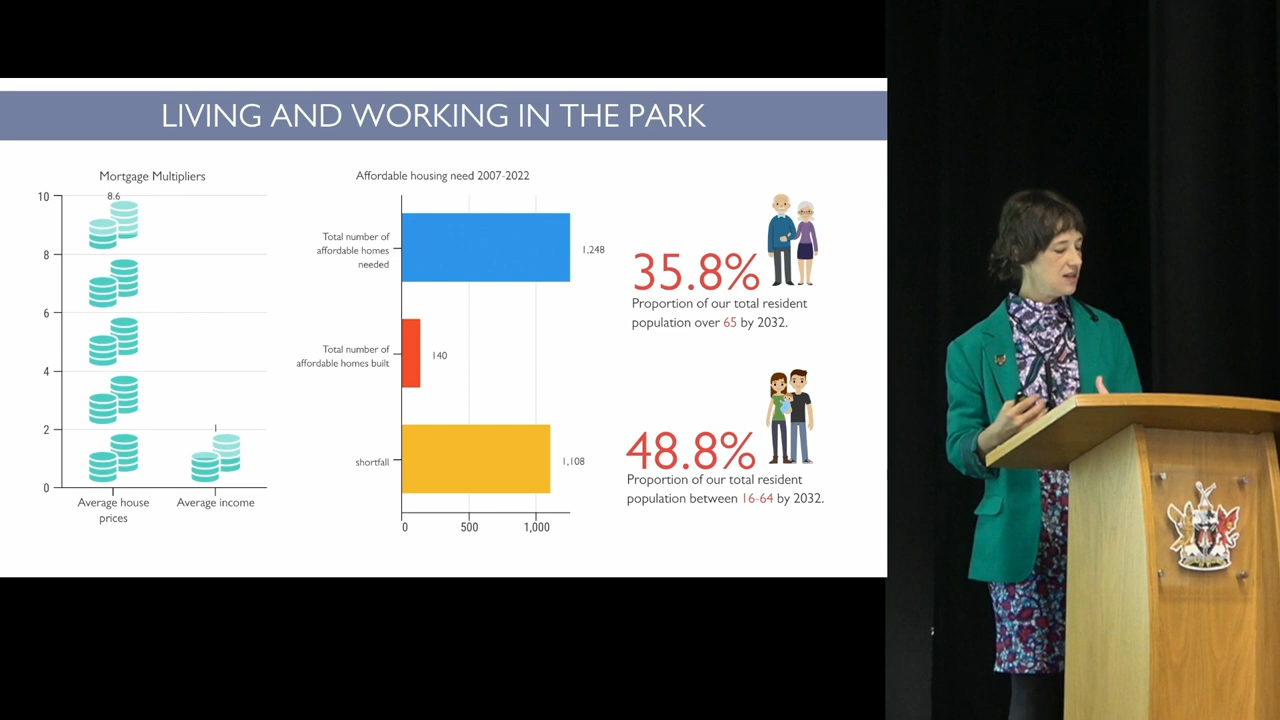 LIVING AND WORKING IN THE PARK
Mortgage Multipliers
10
8.6
8
6
4
2
0
Average house
prices
Average income
Affordable housing need 2007-2022
Total number of
affordable homes
needed
1,248
Total number of
affordable homes built
140
shortfall
1,108
0
500
1,000
35.8%
Proportion of our total resident
population over 65 by 2032.
48.8%
Proportion of our total resident
population between 16-64 by 2032.